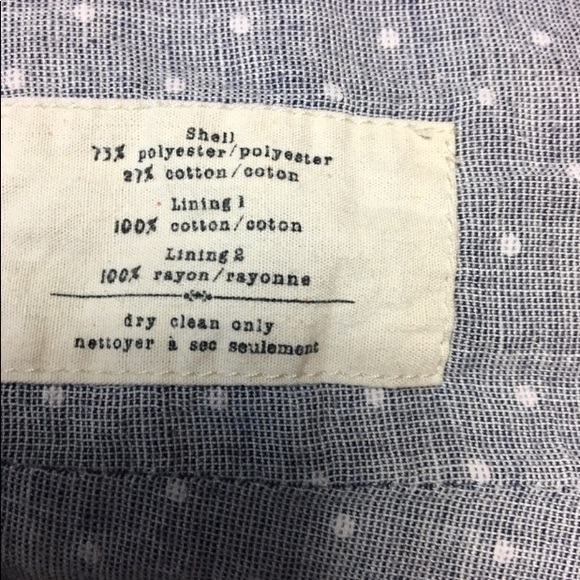 Shell
73% polyester/polyester
27% cotton/coton
Lining 1
100% cotton/coton
Lining 2
100% rayon/rayonne
dry clean only
nettoyer à sec seulement